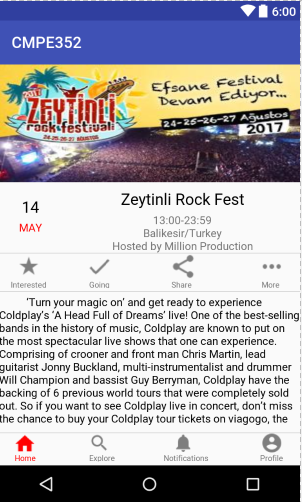 6:00
CMPE352
2017
ZEYTİNLİ
rock festivali
24-25-26-27 AĞUSTOS
Efsane Festival
Devam Ediyor...
24-25-26-27 Ağustos
2017
14
MAY
Zeytinli Rock Fest
13:00-23:59
Balikesir/Turkey
Hosted by Million Production
Interested
Going
Share
More
'Turn your magic on' and get ready to experience
Coldplay's 'A Head Full of Dreams' live! One of the best-selling
bands in the history of music, Coldplay are known to put on
the most spectacular live shows that one can experience.
Comprising of crooner and front man Chris Martin, lead
guitarist Jonny Buckland, multi-instrumentalist and drummer
Will Champion and bassist Guy Berryman, Coldplay have the
backing of 6 previous world tours that were completely sold
out. So if you want to see Coldplay live in concert, don't miss
the chance to buy your Coldplay tour tickets on viagogo, the
Home
Explore
Notifications
Profile